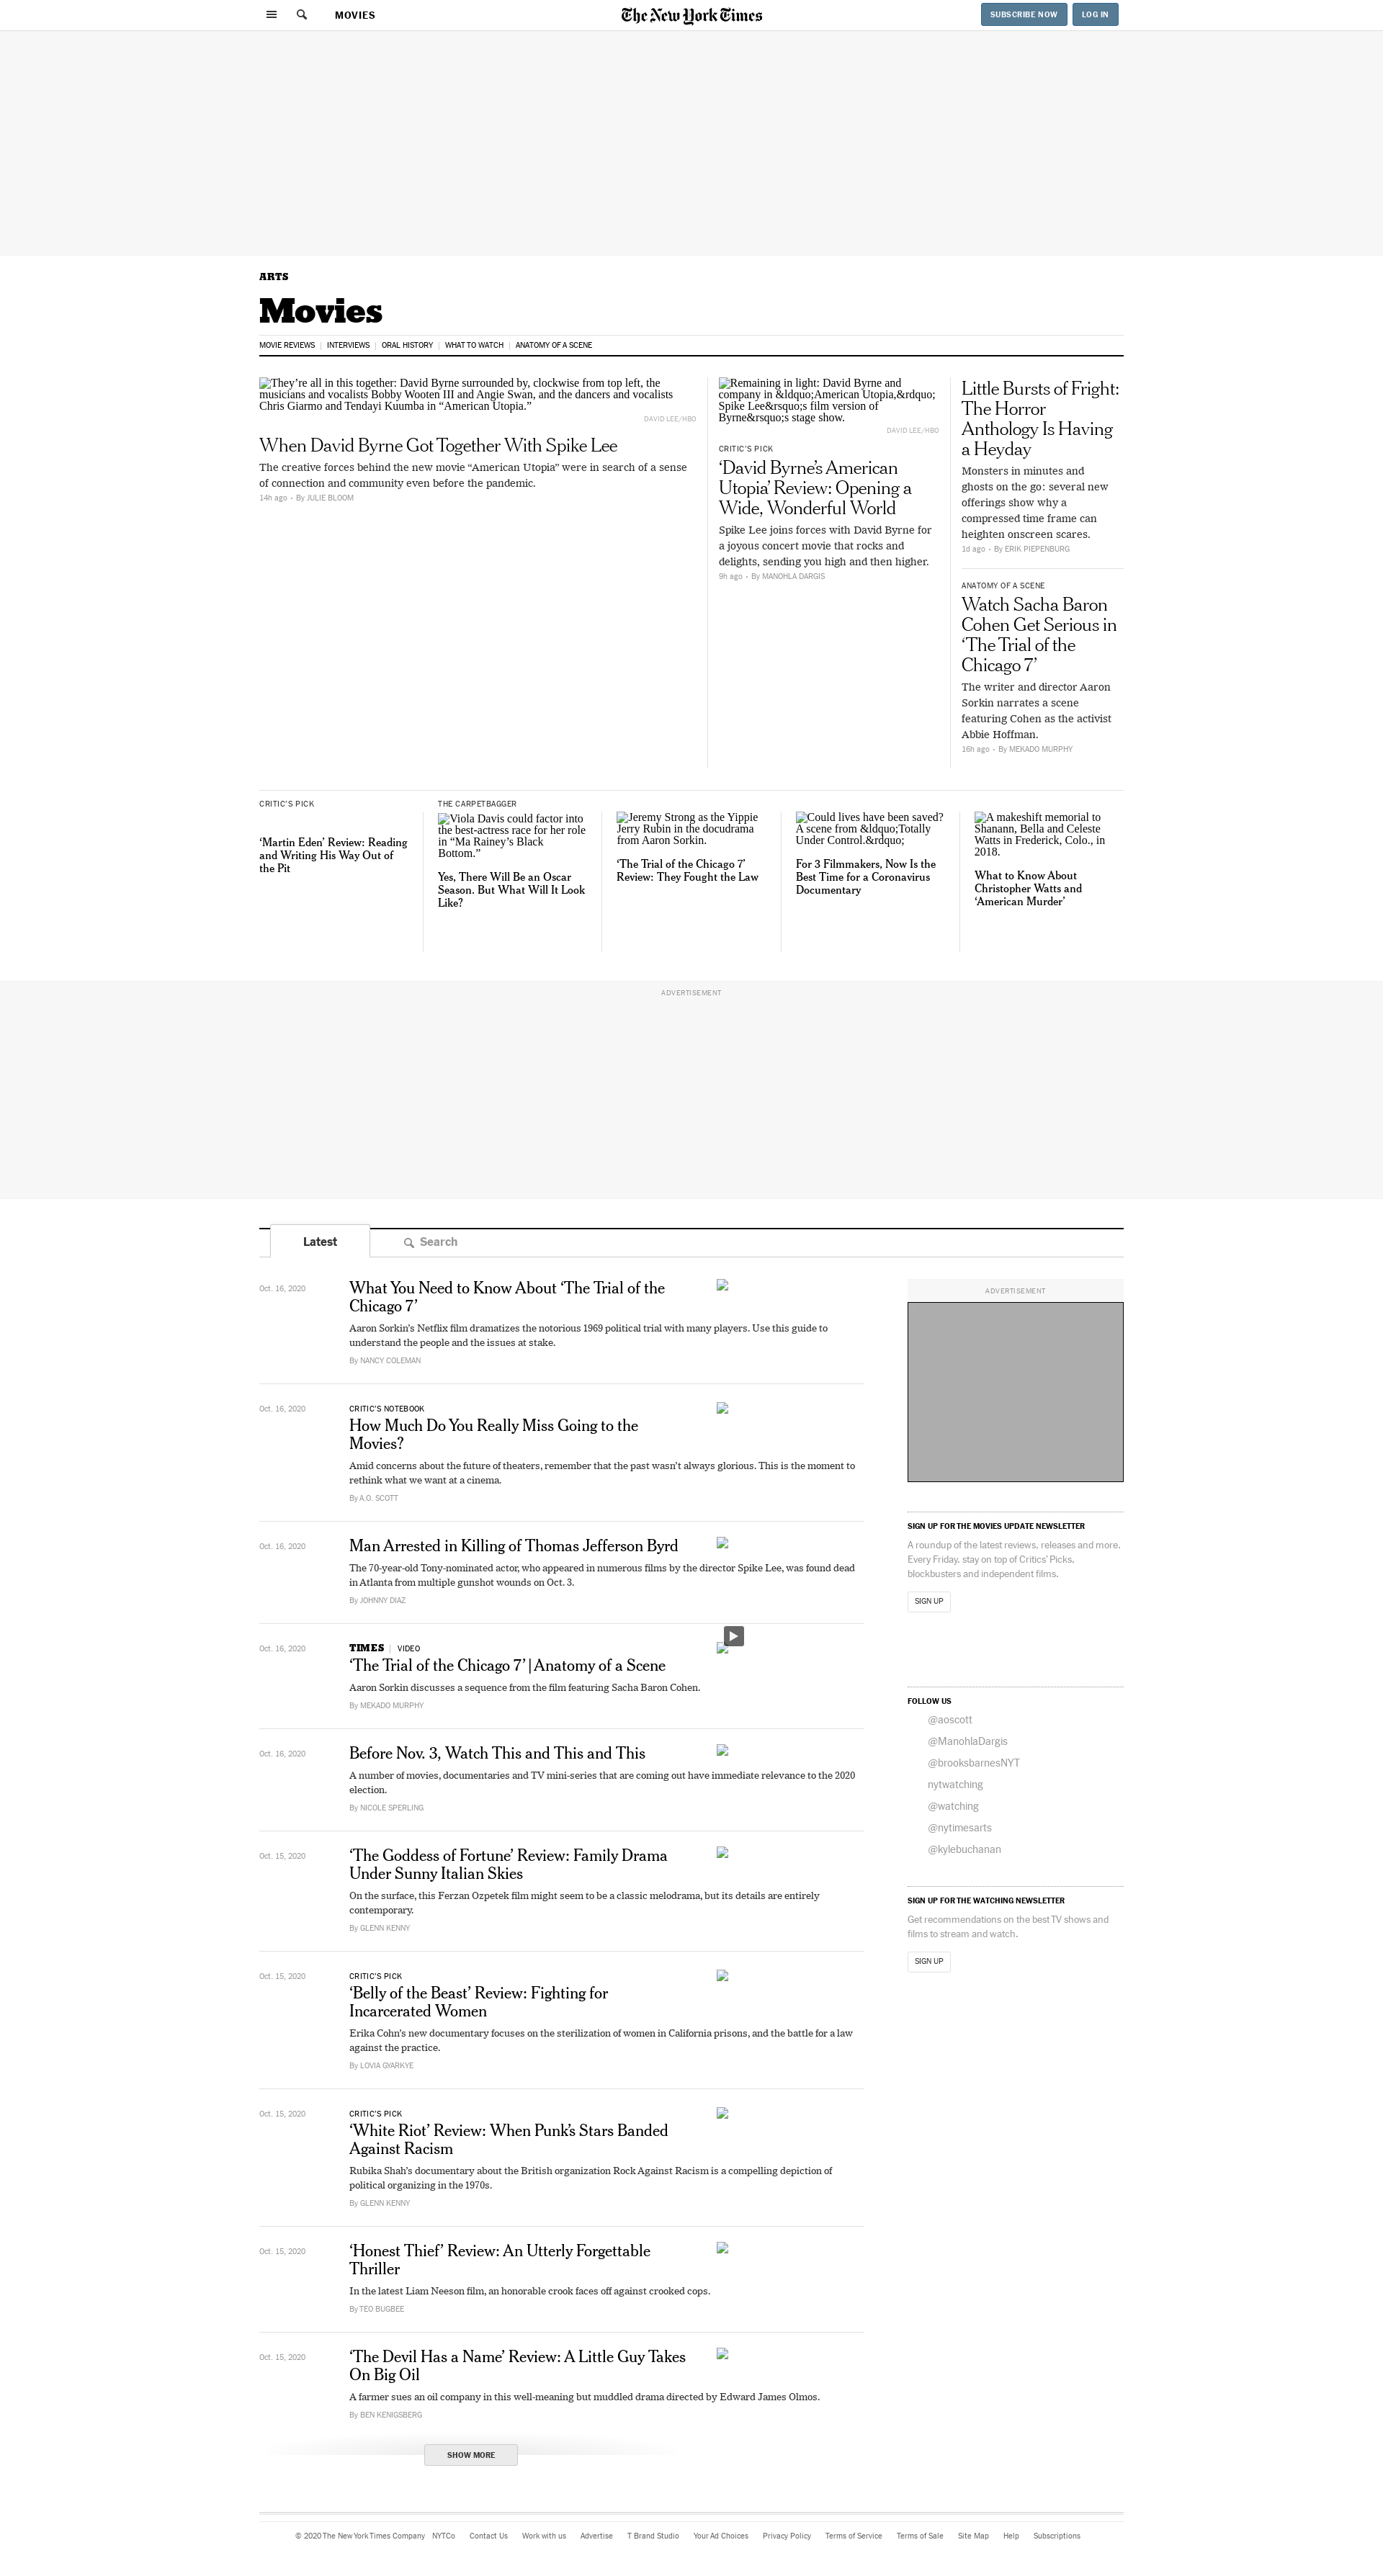 MOVIES
The New York Times
SUBSCRIBE NOW
LOG IN
ARTS
Movies
MOVIE REVIEWS | INTERVIEWS | ORAL HISTORY | WHAT TO WATCH | ANATOMY OF A SCENE
They’re all in this together: David Byrne surrounded by, clockwise from top left, the
musicians and vocalists Bobby Wooten III and Angie Swan, and the dancers and vocalists
Chris Giarmo and Tendayi Kuumba in “American Utopia.”
DAVID LEE/HBO
When David Byrne Got Together With Spike Lee
The creative forces behind the new movie “American Utopia” were in search of a sense
of connection and community even before the pandemic.
14h ago • By JULIE BLOOM
Remaining in light: David Byrne and
company in &ldquo;American Utopia,&rdquo;
Spike Lee&rsquo;s film version of
Byrne&rsquo;s stage show.
DAVID LEE/HBO
CRITIC’S PICK
‘David Byrne’s American
Utopia’ Review: Opening a
Wide, Wonderful World
Spike Lee joins forces with David Byrne for
a joyous concert movie that rocks and
delights, sending you high and then higher.
9h ago • By MANOHLA DARGIS
Little Bursts of Fright:
The Horror
Anthology Is Having
a Heyday
Monsters in minutes and
ghosts on the go: several new
offerings show why a
compressed time frame can
heighten onscreen scares.
1d ago • By ERIK PIEPENBURG
ANATOMY OF A SCENE
Watch Sacha Baron
Cohen Get Serious in
‘The Trial of the
Chicago 7’
The writer and director Aaron
Sorkin narrates a scene
featuring Cohen as the activist
Abbie Hoffman.
16h ago • By MEKADO MURPHY
CRITIC’S PICK
‘Martin Eden’ Review: Reading
and Writing His Way Out of
the Pit
THE CARPETBAGGER
Viola Davis could factor into
the best-actress race for her role
in “Ma Rainey’s Black
Bottom.”
Yes, There Will Be an Oscar
Season. But What Will It Look
Like?
Jeremy Strong as the Yippie
Jerry Rubin in the docudrama
from Aaron Sorkin.
‘The Trial of the Chicago 7’
Review: They Fought the Law
Could lives have been saved?
A scene from &ldquo;Totally
Under Control.&rdquo;
For 3 Filmmakers, Now Is the
Best Time for a Coronavirus
Documentary
A makeshift memorial to
Shanann, Bella and Celeste
Watts in Frederick, Colo., in
2018.
What to Know About
Christopher Watts and
‘American Murder’
ADVERTISEMENT
Latest
Search
Oct. 16, 2020
What You Need to Know About ‘The Trial of the
Chicago 7’
Aaron Sorkin’s Netflix film dramatizes the notorious 1969 political trial with many players. Use this guide to
understand the people and the issues at stake.
By NANCY COLEMAN
Oct. 16, 2020
CRITIC’S NOTEBOOK
How Much Do You Really Miss Going to the
Movies?
Amid concerns about the future of theaters, remember that the past wasn’t always glorious. This is the moment to
rethink what we want at a cinema.
By A.O. SCOTT
Oct. 16, 2020
Man Arrested in Killing of Thomas Jefferson Byrd
The 70-year-old Tony-nominated actor, who appeared in numerous films by the director Spike Lee, was found dead
in Atlanta from multiple gunshot wounds on Oct. 3.
By JOHNNY DIAZ
Oct. 16, 2020
TIMES | VIDEO
‘The Trial of the Chicago 7’ | Anatomy of a Scene
Aaron Sorkin discusses a sequence from the film featuring Sacha Baron Cohen.
By MEKADO MURPHY
Oct. 16, 2020
Before Nov. 3, Watch This and This and This
A number of movies, documentaries and TV mini-series that are coming out have immediate relevance to the 2020
election.
By NICOLE SPERLING
Oct. 15, 2020
‘The Goddess of Fortune’ Review: Family Drama
Under Sunny Italian Skies
On the surface, this Ferzan Ozpetek film might seem to be a classic melodrama, but its details are entirely
contemporary.
By GLENN KENNY
Oct. 15, 2020
CRITIC’S PICK
‘Belly of the Beast’ Review: Fighting for
Incarcerated Women
Erika Cohn’s new documentary focuses on the sterilization of women in California prisons, and the battle for a law
against the practice.
By LOVIA GYARKYE
Oct. 15, 2020
CRITIC’S PICK
‘White Riot’ Review: When Punk’s Stars Banded
Against Racism
Rubika Shah’s documentary about the British organization Rock Against Racism is a compelling depiction of
political organizing in the 1970s.
By GLENN KENNY
Oct. 15, 2020
‘Honest Thief’ Review: An Utterly Forgettable
Thriller
In the latest Liam Neeson film, an honorable crook faces off against crooked cops.
By TEO BUGBEE
Oct. 15, 2020
‘The Devil Has a Name’ Review: A Little Guy Takes
On Big Oil
A farmer sues an oil company in this well-meaning but muddled drama directed by Edward James Olmos.
By BEN KENIGSBERG
SHOW MORE
ADVERTISEMENT
SIGN UP FOR THE MOVIES UPDATE NEWSLETTER
A roundup of the latest reviews, releases and more.
Every Friday, stay on top of Critics’ Picks,
blockbusters and independent films.
SIGN UP
FOLLOW US
@aoscott
@ManohlaDargis
@brooksbarnesNYT
nytwatching
@watching
@nytimesarts
@kylebuchanan
SIGN UP FOR THE WATCHING NEWSLETTER
Get recommendations on the best TV shows and
films to stream and watch.
SIGN UP
© 2020 The New York Times Company NYTCo Contact Us Work with us Advertise T Brand Studio Your Ad Choices Privacy Policy Terms of Service Terms of Sale Site Map Help Subscriptions